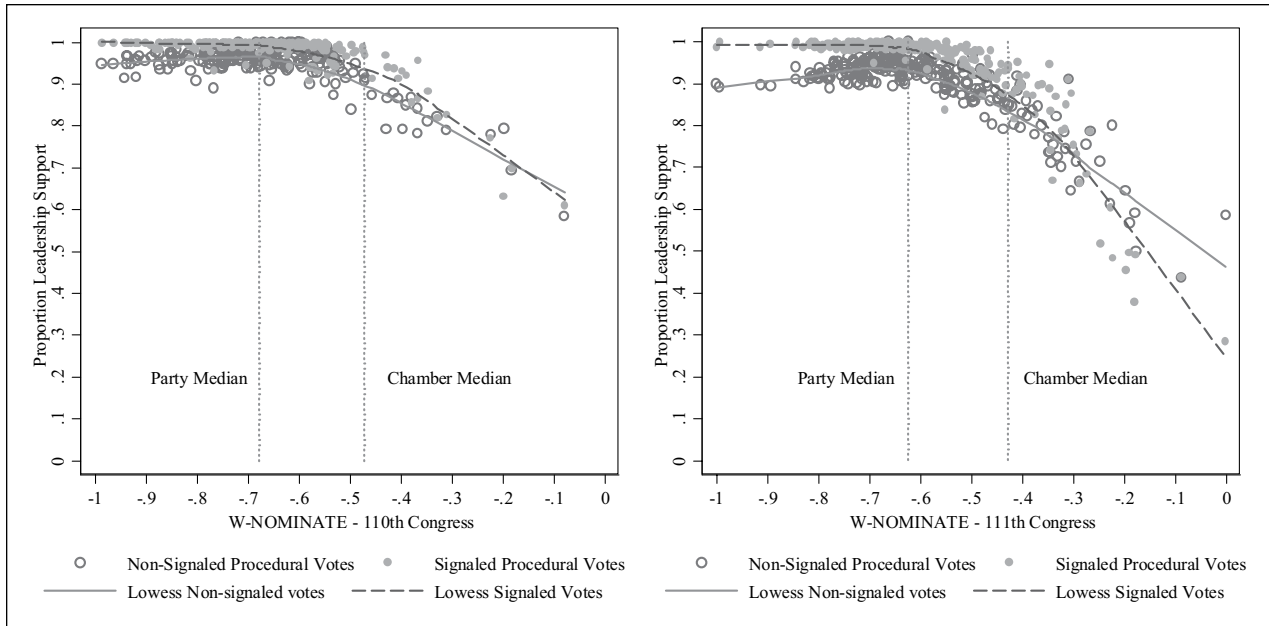 Proportion Leadership Support
1
.9
.8
.7
.6
.5
.4
.3
.2
.1
0
Party Median
Chamber Median
-1 -.9 -.8 -.7 -.6 -.5 -.4 -.3 -.2 -.1 0
W-NOMINATE - 110th Congress
Non-Signaled Procedural Votes
Signaled Procedural Votes
Lowess Non-signaled votes
Lowess Signaled Votes
Proportion Leadership Support
1
.9
.8
.7
.6
.5
.4
.3
.2
.1
0
Party Median
Chamber Median
-1 -.9 -.8 -.7 -.6 -.5 -.4 -.3 -.2 -.1 0
W-NOMINATE - 111th Congress
Non-Signaled Procedural Votes
Signaled Procedural Votes
Lowess Non-signaled votes
Lowess Signaled Votes